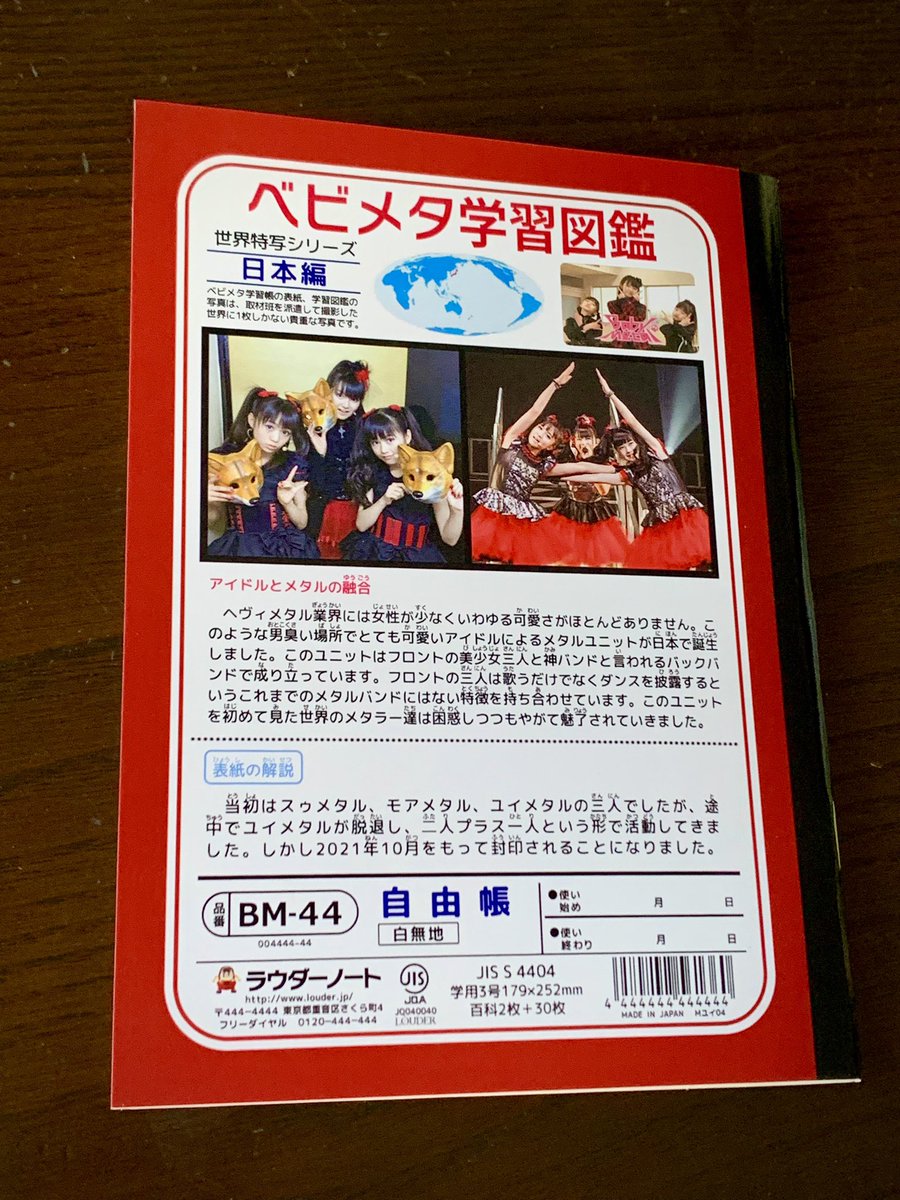 ベビメタ学習図鑑
世界特写シリーズ
日本編
ベビメタ学習帳の表紙、学習図鑑の
写真は、取材班を派遣して撮影した
世界に1枚しかない貴重な写真です。
アイドルとメタルの融合
ヘヴィメタル業界には女性が少なくいわゆる可愛さがほとんどありません。こ
のような男臭い場所でとても可愛いアイドルによるメタルユニットが日本で誕生
しました。このユニットはフロントの美少女三人と神バンドと言われるバックバ
ンドで成り立っています。フロントの三人は歌うだけでなくダンスを披露すると
いうこれまでのメタルバンドにはない特徴を持ち合わせています。このユニット
を初めて見た世界のメタラー達は困惑しつつもやがて魅了されていきました。
表紙の解説
当初はスゥメタル、モアメタル、ユイメタルの三人でしたが、途
中でユイメタルが脱退し、二人プラス一人という形で活動してきま
した。しかし2021年10月をもって封印されることになりました。
品番 BM-44
004444-44
自由帳
白無地
●使い始め 月 日
●使い終わり 月 日
ラウダーノート
http://www.louder.jp/
〒444-4444 東京都重音区さくら町4
フリーダイヤル 0120-444-444
JIS
JQA
JQ040040
LOUDER
JIS S 4404
学用3号179×252mm
百科2枚+30枚
4 444444 444444
MADE IN JAPAN Mユイ04